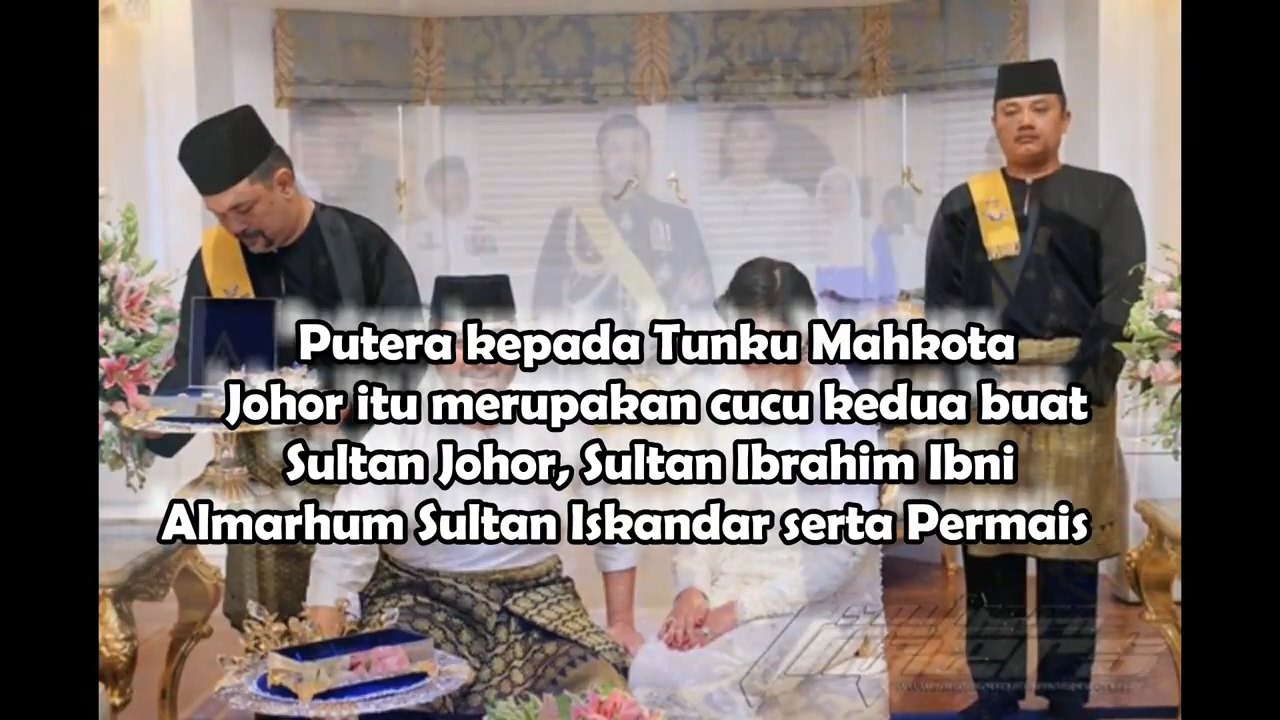 Putera kepada Tunku Mahkota
Johor itu merupakan cucu kedua buat
Sultan Johor, Sultan Ibrahim Ibni
Almarhum Sultan Iskandar serta Permais